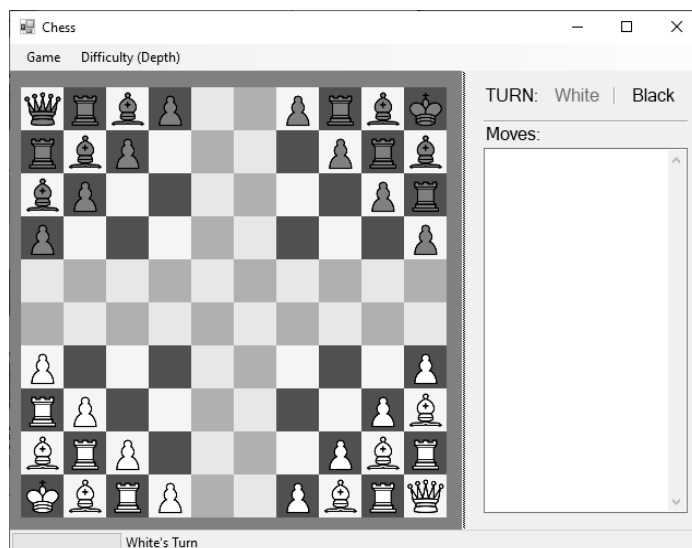 Chess
Game Difficulty (Depth)
TURN: White | Black
Moves:
White's Turn